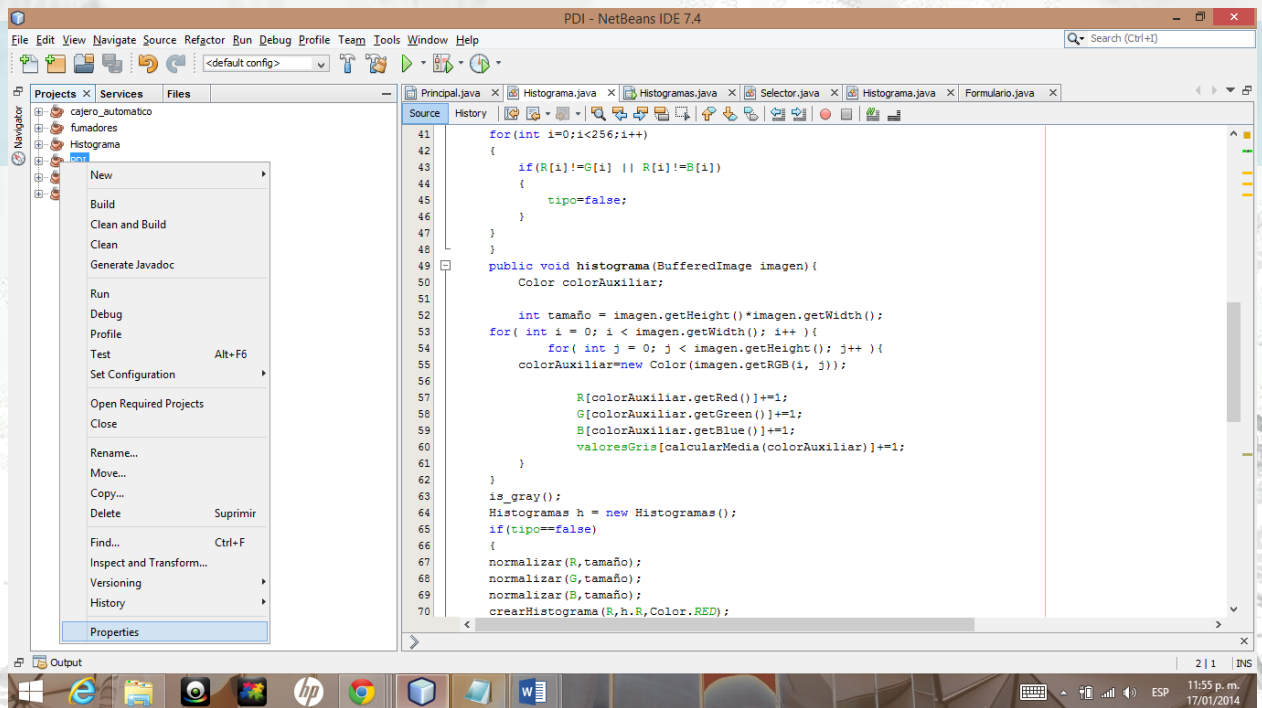 PDI - NetBeans IDE 7.4
File Edit View Navigate Source Refactor Run Debug Profile Team Tools Window Help
Search (Ctrl+I)
<default config>
Projects Services Files
Navigator
cajero_automatico
fumadores
Histograma
PDI
New
Build
Clean and Build
Clean
Generate Javadoc
Run
Debug
Profile
Test Alt+F6
Set Configuration
Open Required Projects
Close
Rename...
Move...
Copy...
Delete Suprimir
Find... Ctrl+F
Inspect and Transform...
Versioning
History
Properties
Principal.java Histograma.java Histogramas.java Selector.java Histograma.java Formulario.java
Source History
41 for(int i=0;i<256;i++)
42 {
43 if(R[i]!=G[i] || R[i]!=B[i])
44 {
45 tipo=false;
46 }
47 }
48 }
49 public void histograma(BufferedImage imagen){
50 Color colorAuxiliar;
51
52 int tamaño = imagen.getHeight()*imagen.getWidth();
53 for( int i = 0; i < imagen.getWidth(); i++ ){
54 for( int j = 0; j < imagen.getHeight(); j++ ){
55 colorAuxiliar=new Color(imagen.getRGB(i, j));
56
57 R[colorAuxiliar.getRed()]+=1;
58 G[colorAuxiliar.getGreen()]+=1;
59 B[colorAuxiliar.getBlue()]+=1;
60 valoresGris[calcularMedia(colorAuxiliar)]+=1;
61 }
62 }
63 is_gray();
64 Histogramas h = new Histogramas();
65 if(tipo==false)
66 {
67 normalizar(R,tamaño);
68 normalizar(G,tamaño);
69 normalizar(B,tamaño);
70 crearHistograma(R,h.R,Color.RED);
Output
2 | 1 INS
hp
W
ESP
11:55 p. m.
17/01/2014